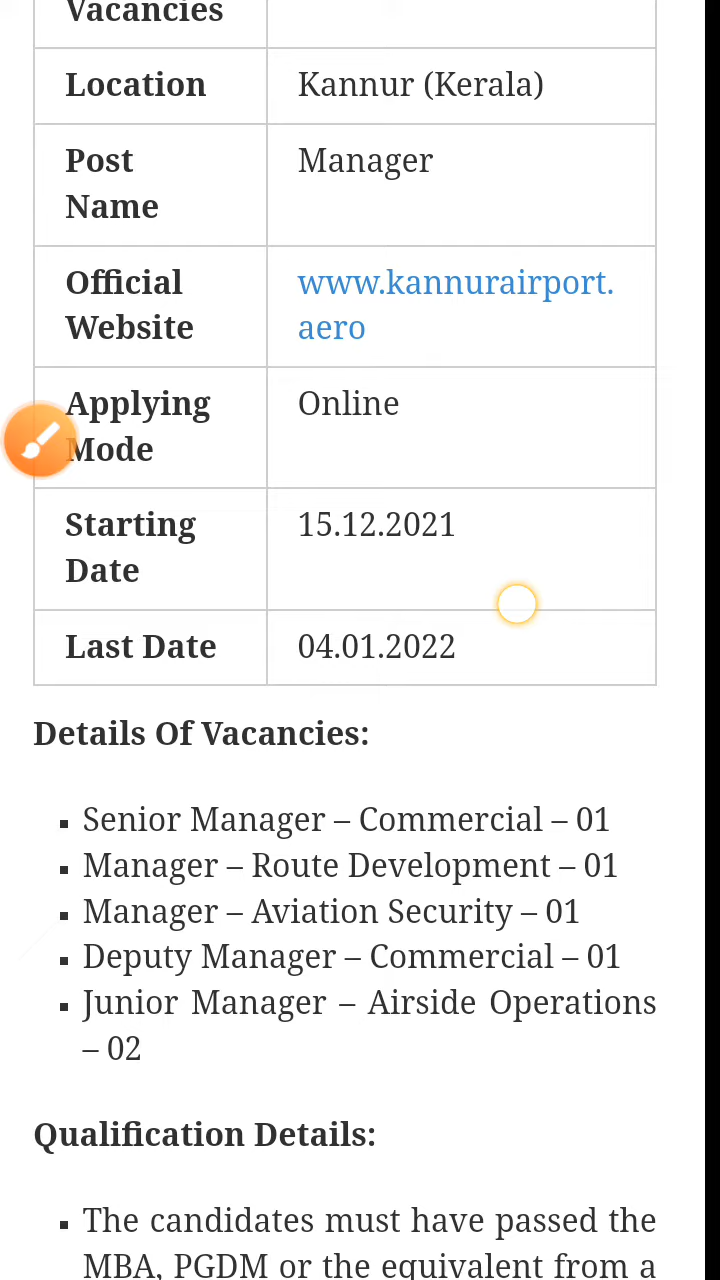 Vacancies
Location Kannur (Kerala)
Post Manager
Name
Official www.kannurairport.
Website aero
Applying Online
Mode
Starting 15.12.2021
Date
Last Date 04.01.2022
Details Of Vacancies:
▪ Senior Manager – Commercial – 01
▪ Manager – Route Development – 01
▪ Manager – Aviation Security – 01
▪ Deputy Manager – Commercial – 01
▪ Junior Manager – Airside Operations
– 02
Qualification Details:
▪ The candidates must have passed the
MBA, PGDM or the equivalent from a